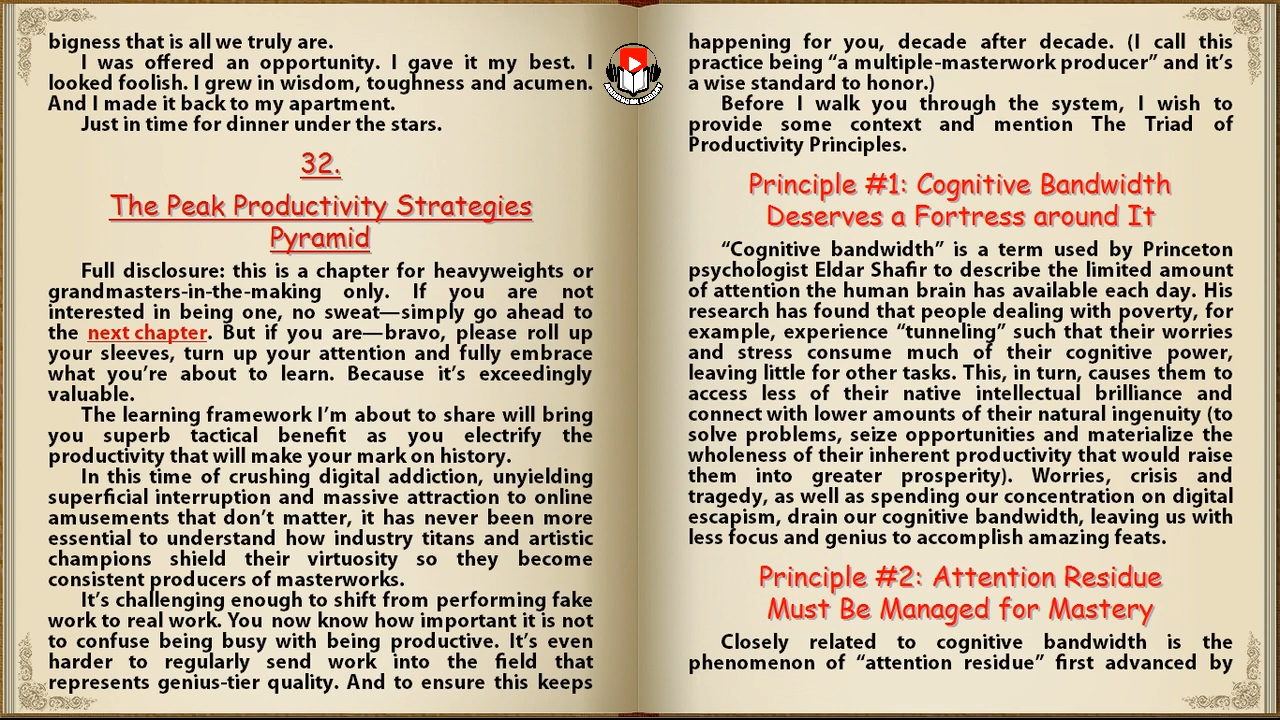 bigness that is all we truly are.
I was offered an opportunity. I gave it my best. I
looked foolish. I grew in wisdom, toughness and acumen.
And I made it back to my apartment.
Just in time for dinner under the stars.
32.
The Peak Productivity Strategies
Pyramid
Full disclosure: this is a chapter for heavyweights or
grandmasters-in-the-making only. If you are not
interested in being one, no sweat—simply go ahead to
the next chapter. But if you are—bravo, please roll up
your sleeves, turn up your attention and fully embrace
what you’re about to learn. Because it’s exceedingly
valuable.
The learning framework I’m about to share will bring
you superb tactical benefit as you electrify the
productivity that will make your mark on history.
In this time of crushing digital addiction, unyielding
superficial interruption and massive attraction to online
amusements that don’t matter, it has never been more
essential to understand how industry titans and artistic
champions shield their virtuosity so they become
consistent producers of masterworks.
It’s challenging enough to shift from performing fake
work to real work. You now know how important it is not
to confuse being busy with being productive. It’s even
harder to regularly send work into the field that
represents genius-tier quality. And to ensure this keeps
AUDIOBOOK LIBRARY
happening for you, decade after decade. (I call this
practice being “a multiple-masterwork producer” and it’s
a wise standard to honor.)
Before I walk you through the system, I wish to
provide some context and mention The Triad of
Productivity Principles.
Principle #1: Cognitive Bandwidth
Deserves a Fortress around It
“Cognitive bandwidth” is a term used by Princeton
psychologist Eldar Shafir to describe the limited amount
of attention the human brain has available each day. His
research has found that people dealing with poverty, for
example, experience “tunneling” such that their worries
and stress consume much of their cognitive power,
leaving little for other tasks. This, in turn, causes them to
access less of their native intellectual brilliance and
connect with lower amounts of their natural ingenuity (to
solve problems, seize opportunities and materialize the
wholeness of their inherent productivity that would raise
them into greater prosperity). Worries, crisis and
tragedy, as well as spending our concentration on digital
escapism, drain our cognitive bandwidth, leaving us with
less focus and genius to accomplish amazing feats.
Principle #2: Attention Residue
Must Be Managed for Mastery
Closely related to cognitive bandwidth is the
phenomenon of “attention residue” first advanced by